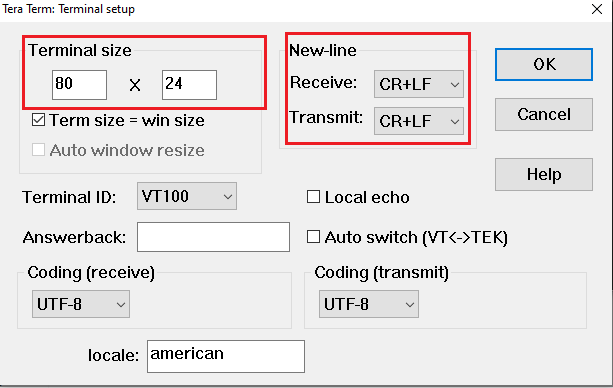 Tera Term: Terminal setup
Terminal size
80 X 24
Term size = win size
Auto window resize
New-line
Receive: CR+LF
Transmit: CR+LF
OK
Cancel
Help
Terminal ID: VT100
Local echo
Answerback:
Auto switch (VT<->TEK)
Coding (receive)
UTF-8
Coding (transmit)
UTF-8
locale: american